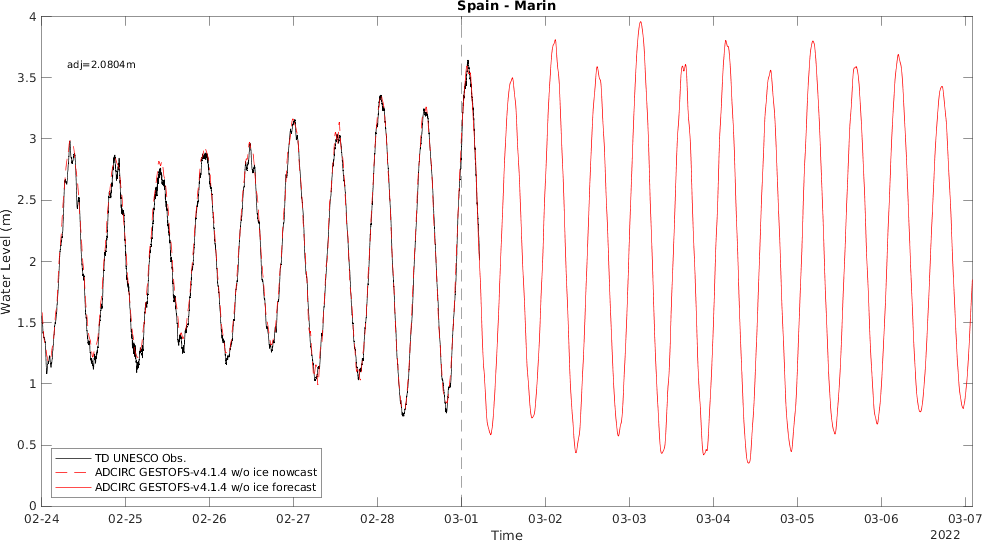 Spain - Marin
adj=2.0804m
Water Level (m)
4
3.5
3
2.5
2
1.5
1
0.5
0
TD UNESCO Obs.
ADCIRC GESTOFS-v4.1.4 w/o ice nowcast
ADCIRC GESTOFS-v4.1.4 w/o ice forecast
02-24 02-25 02-26 02-27 02-28 03-01 03-02 03-03 03-04 03-05 03-06 03-07
Time
2022